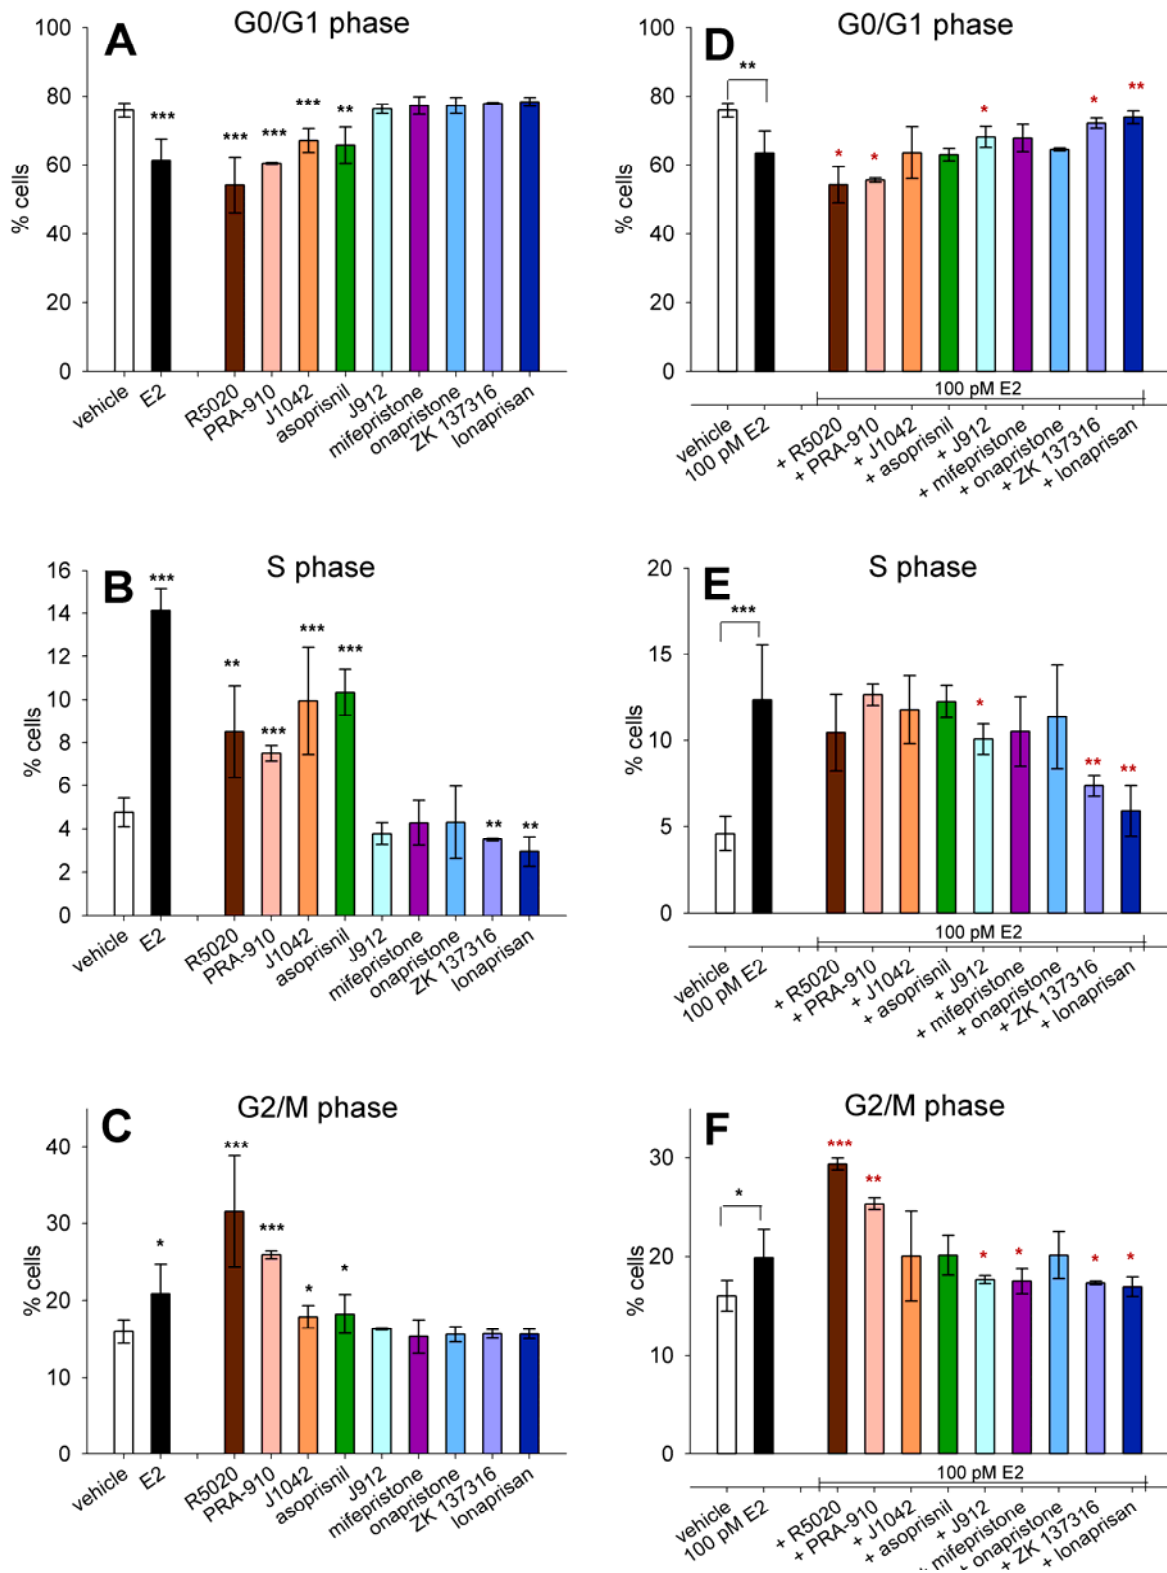 A
G0/G1 phase
***
***
***
***
**
100
80
60
40
20
0
% cells
vehicle
E2
R5020
PRA-910
J1042
asoprisnil
J912
mifepristone
onapristone
ZK 137316
lonaprisan
D
G0/G1 phase
**
*
*
*
*
**
100
80
60
40
20
0
% cells
100 pM E2
vehicle
100 pM E2
+ R5020
+ PRA-910
+ J1042
+ asoprisnil
+ J912
+ mifepristone
+ onapristone
+ ZK 137316
+ lonaprisan
B
S phase
***
**
***
***
***
**
**
16
14
12
10
8
6
4
2
0
% cells
vehicle
E2
R5020
PRA-910
J1042
asoprisnil
J912
mifepristone
onapristone
ZK 137316
lonaprisan
E
S phase
***
*
**
**
20
15
10
5
0
% cells
100 pM E2
vehicle
100 pM E2
+ R5020
+ PRA-910
+ J1042
+ asoprisnil
+ J912
+ mifepristone
+ onapristone
+ ZK 137316
+ lonaprisan
C
G2/M phase
*
***
***
*
*
40
30
20
10
0
% cells
vehicle
E2
R5020
PRA-910
J1042
asoprisnil
J912
mifepristone
onapristone
ZK 137316
lonaprisan
F
G2/M phase
*
***
**
*
*
*
*
30
20
10
0
% cells
100 pM E2
vehicle
100 pM E2
+ R5020
+ PRA-910
+ J1042
+ asoprisnil
+ J912
+ mifepristone
+ onapristone
+ ZK 137316
+ lonaprisan